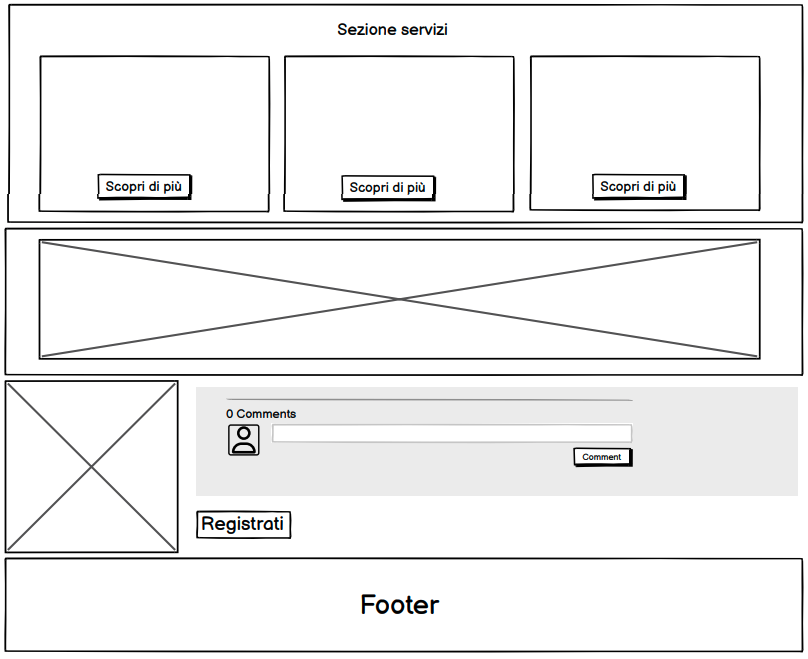 Sezione servizi
Scopri di più
Scopri di più
Scopri di più
0 Comments
Comment
Registrati
Footer